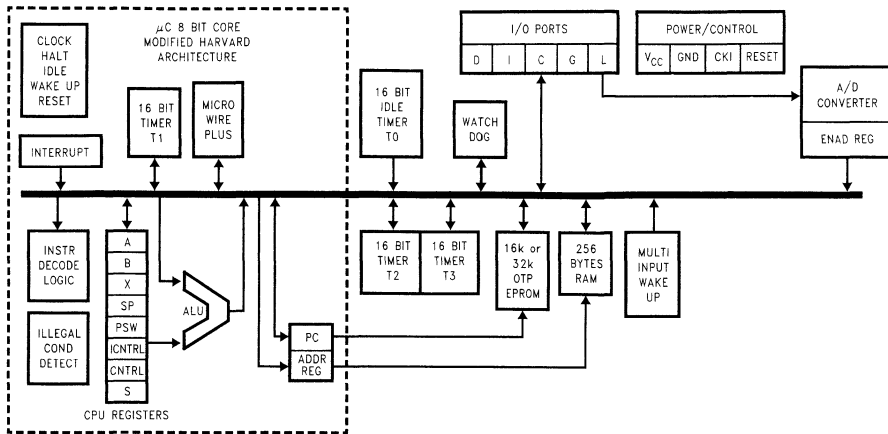 CLOCK
HALT
IDLE
WAKE UP
RESET
μC 8 BIT CORE
MODIFIED HARVARD
ARCHITECTURE
I/O PORTS
D I C G L
POWER/CONTROL
VCC GND CKI RESET
INTERRUPT
16 BIT
TIMER
T1
MICRO
WIRE
PLUS
16 BIT
IDLE
TIMER
T0
WATCH
DOG
A/D
CONVERTER
ENAD REG
INSTR
DECODE
LOGIC
ILLEGAL
COND
DETECT
A
B
X
SP
PSW
ICNTRL
CNTRL
S
CPU REGISTERS
ALU
PC
ADDR
REG
16 BIT
TIMER
T2
16 BIT
TIMER
T3
16k or
32k
OTP
EPROM
256
BYTES
RAM
MULTI
INPUT
WAKE
UP